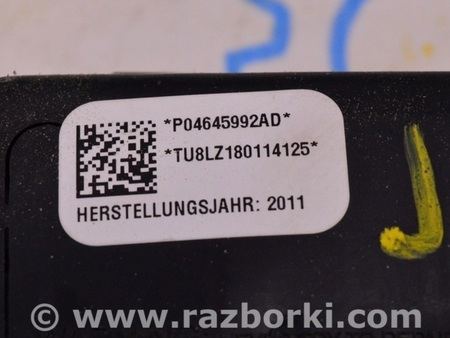 *P04645992AD*
*TU8LZ180114125*
HERSTELLUNGSJAHR: 2011
J
© www.razborki.com